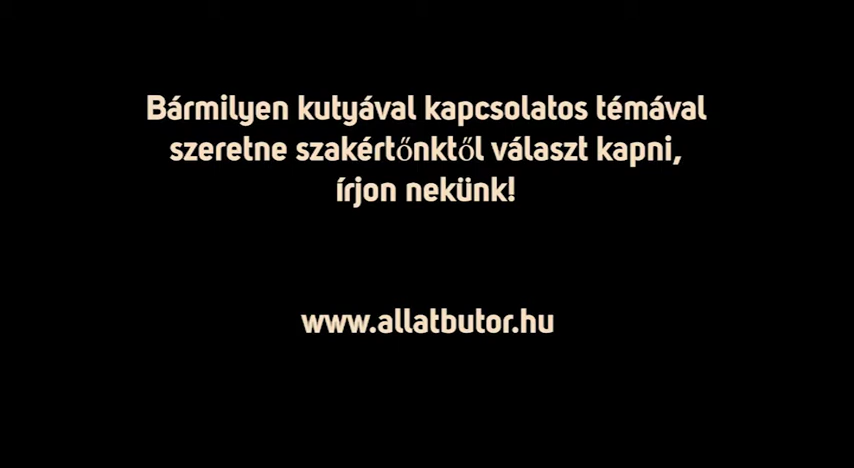 Bármilyen kutyával kapcsolatos témával
szeretne szakértőnktől választ kapni,
írjon nekünk!
www.allatbutor.hu